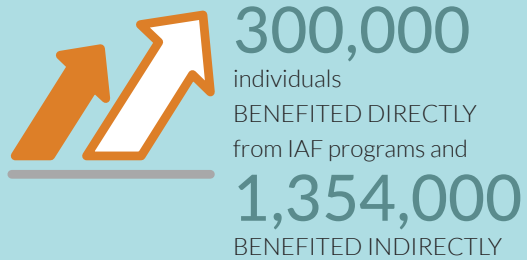 300,000
individuals
BENEFITED DIRECTLY
from IAF programs and
1,354,000
BENEFITED INDIRECTLY